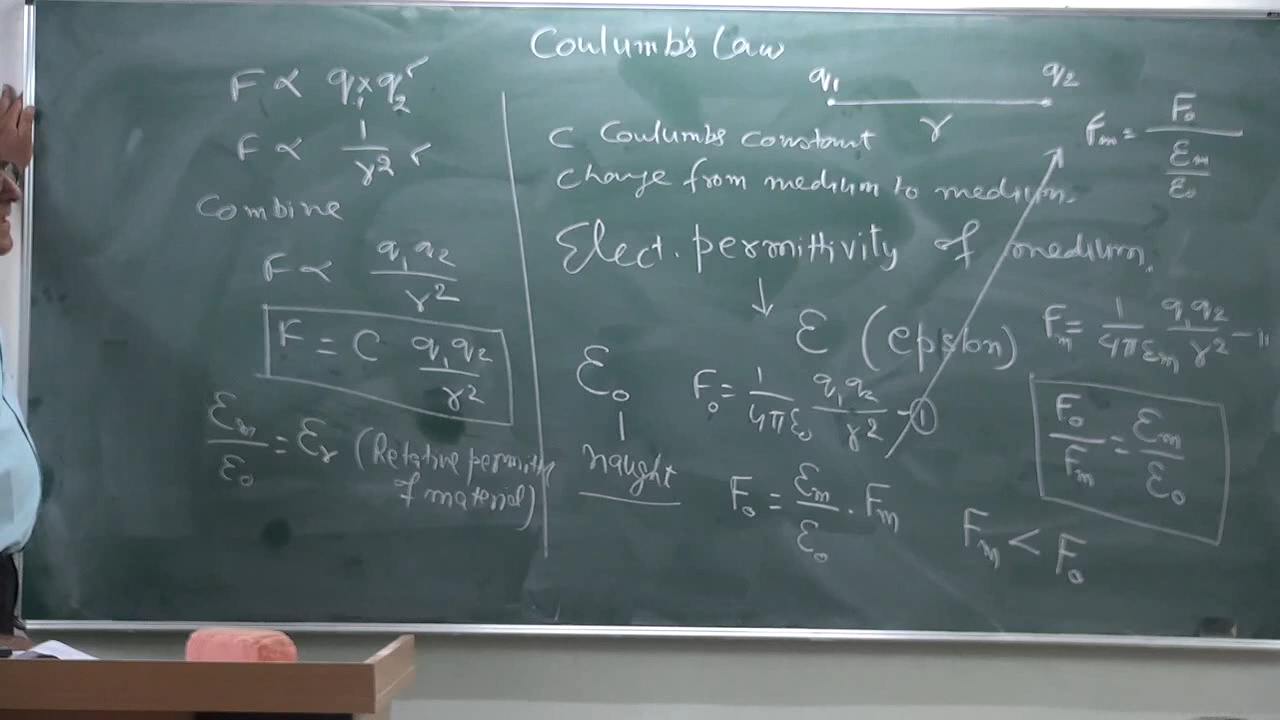 Coulumb's Law
F ∝ q₁ × q₂
F ∝ 1/r²
Combine
F ∝ q₁q₂/r²
F = C q₁q₂/r²
εm/ε₀ = εr (Relative permitt
of material)
q₁ q₂
r
C Coulumbs constant
change from medium to medium.
Elect. permittivity of medium.
↓
ε (epsilon)
ε₀
naught
F₀ = 1/4πε₀ q₁q₂/r² – ①
F₀ = εm/ε₀ . Fm
Fm = F₀/(εm/ε₀)
Fm = 1/4πεm q₁q₂/r² – 11
F₀/Fm = εm/ε₀
Fm < F₀